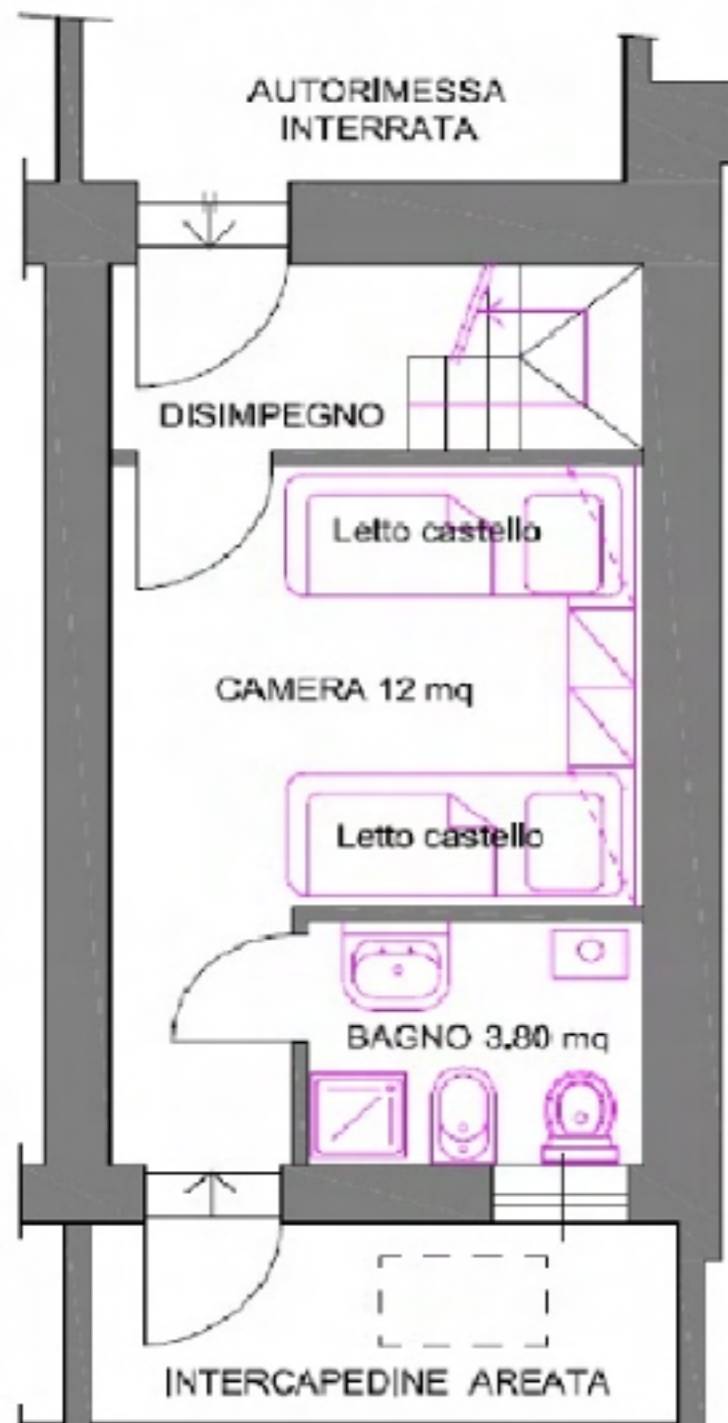 AUTORIMESSA
INTERRATA
DISIMPEGNO
Letto castello
CAMERA 12 mq
Letto castello
BAGNO 3.80 mq
INTERCAPEDINE AREATA